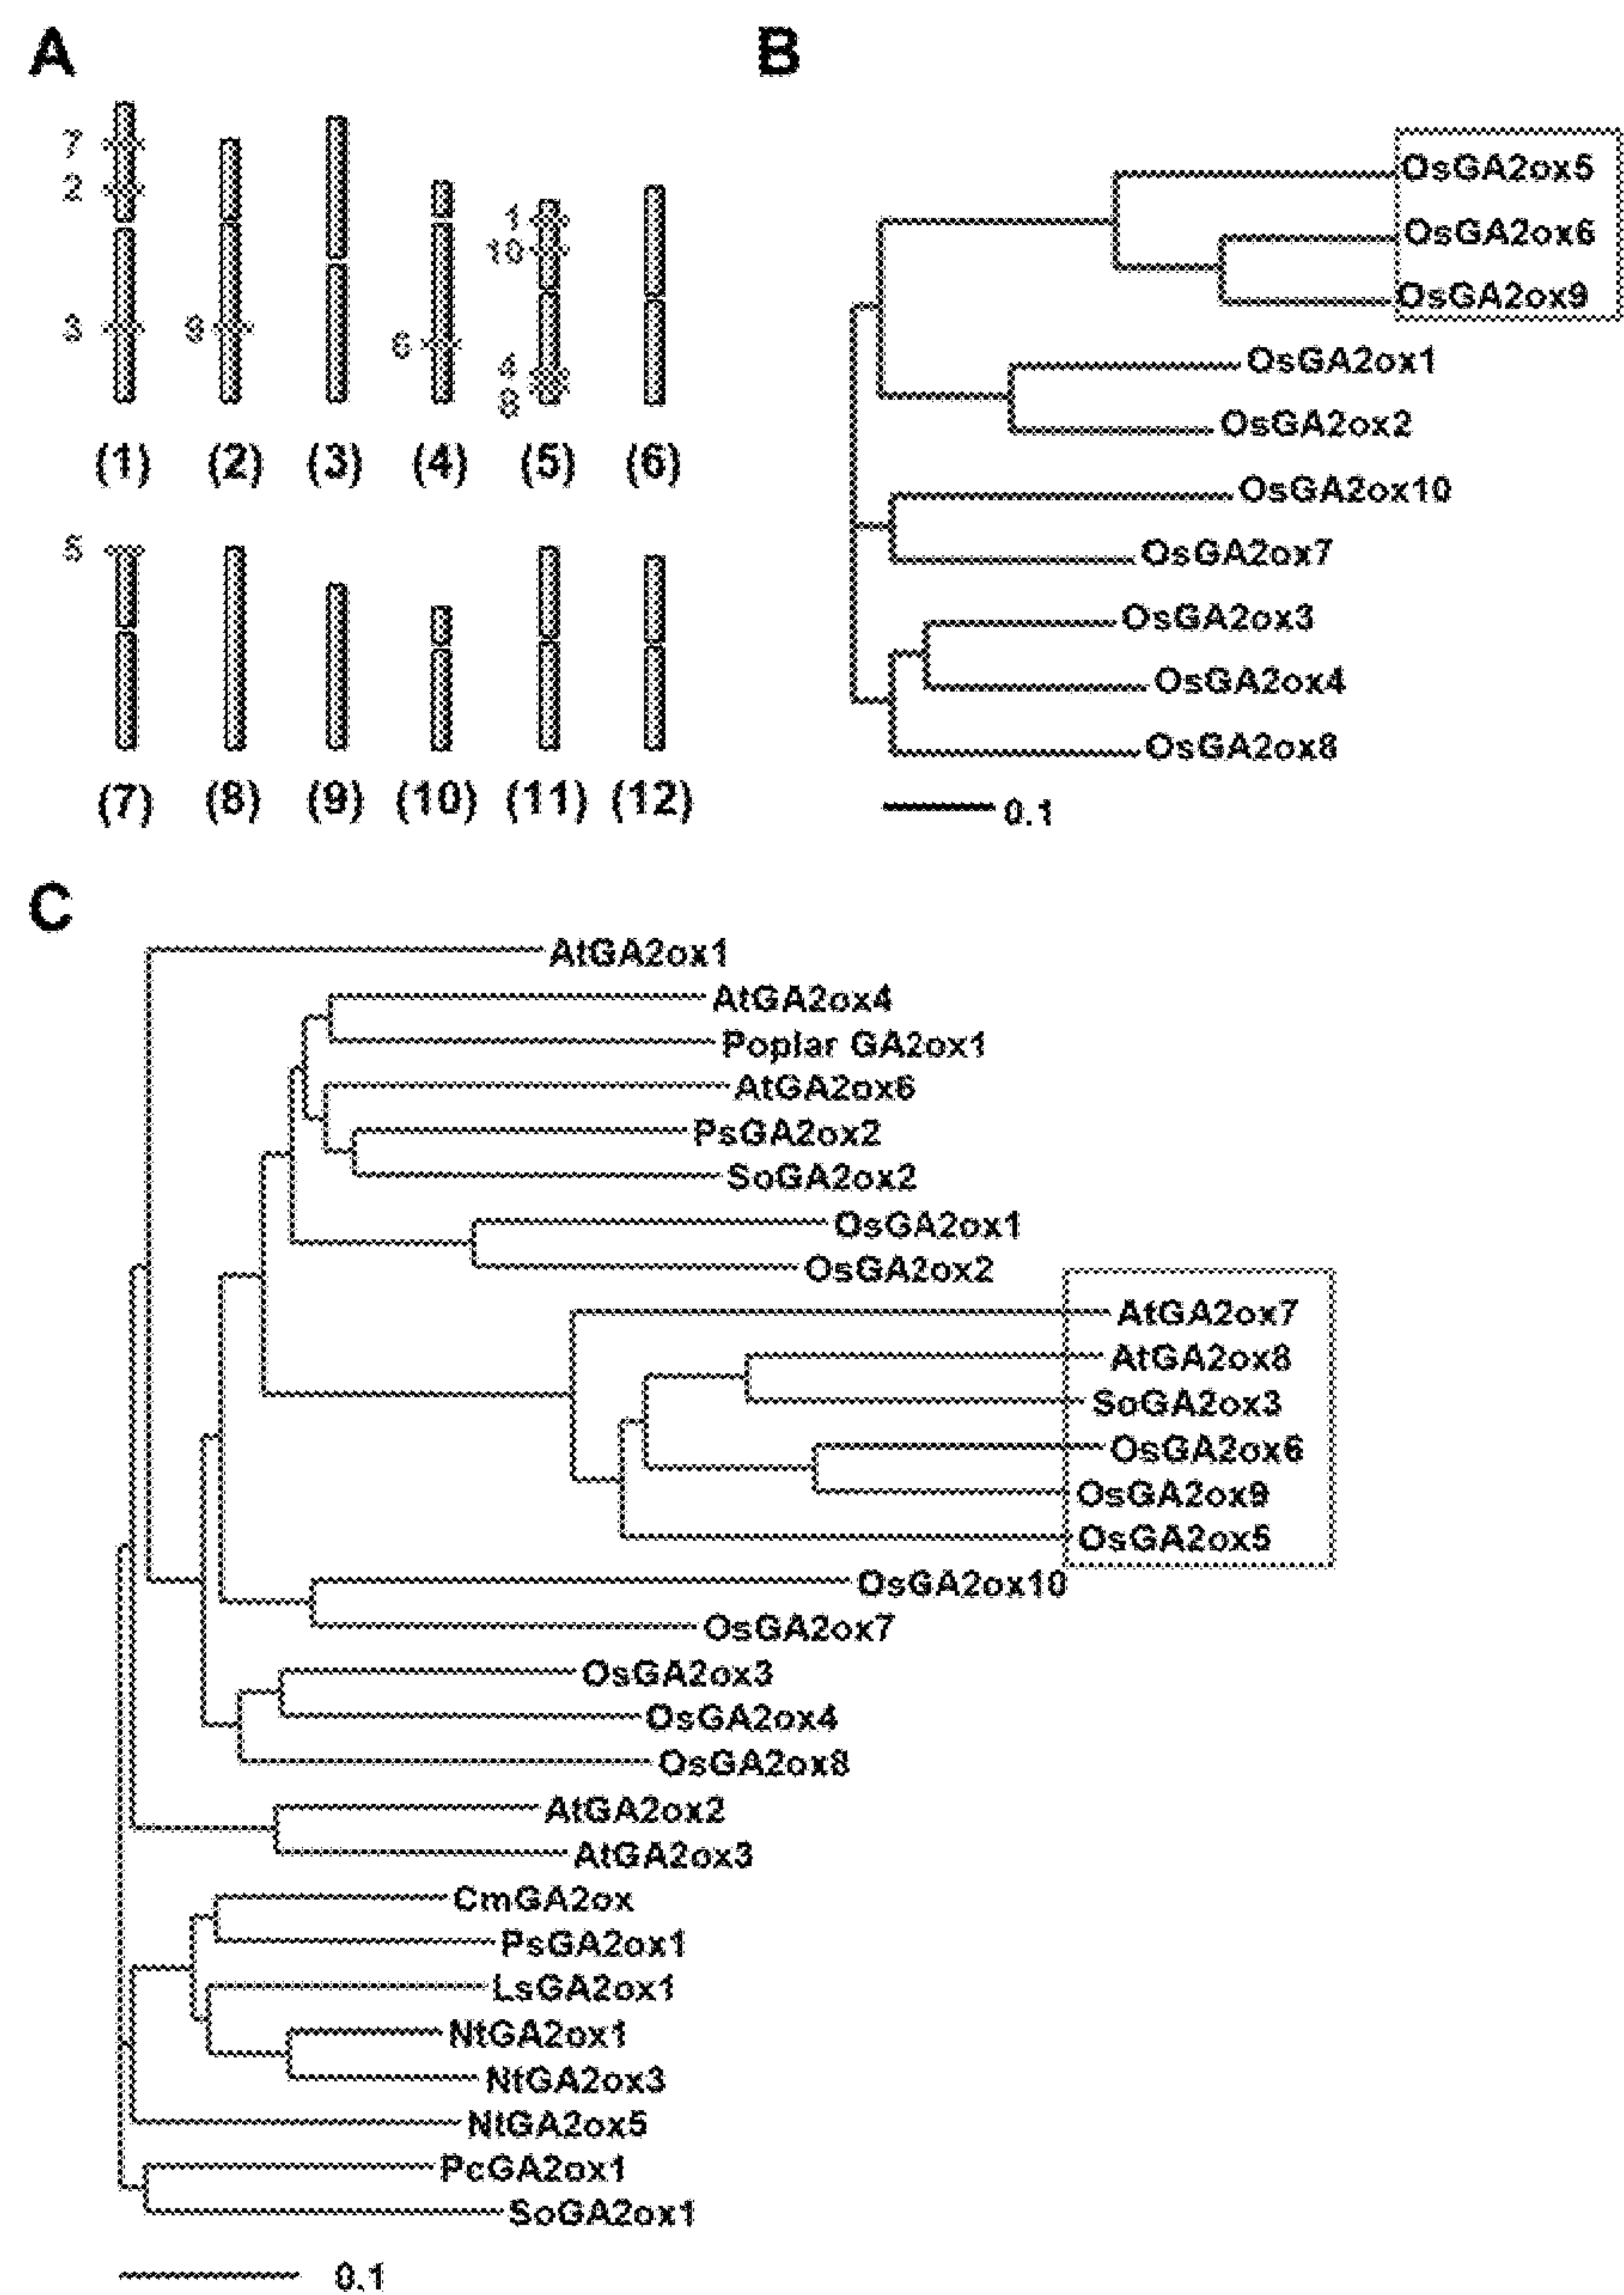 A
B
7
2
3
9
6
1
10
4
8
(1) (2) (3) (4) (5) (6)
5
(7) (8) (9) (10) (11) (12)
OsGA2ox5
OsGA2ox6
OsGA2ox9
OsGA2ox1
OsGA2ox2
OsGA2ox10
OsGA2ox7
OsGA2ox3
OsGA2ox4
OsGA2ox8
0.1
C
AtGA2ox1
AtGA2ox4
Poplar GA2ox1
AtGA2ox6
PsGA2ox2
SoGA2ox2
OsGA2ox1
OsGA2ox2
AtGA2ox7
AtGA2ox8
SoGA2ox3
OsGA2ox6
OsGA2ox9
OsGA2ox5
OsGA2ox10
OsGA2ox7
OsGA2ox3
OsGA2ox4
OsGA2ox8
AtGA2ox2
AtGA2ox3
CmGA2ox
PsGA2ox1
LsGA2ox1
NtGA2ox1
NtGA2ox3
NtGA2ox5
PcGA2ox1
SoGA2ox1
0.1